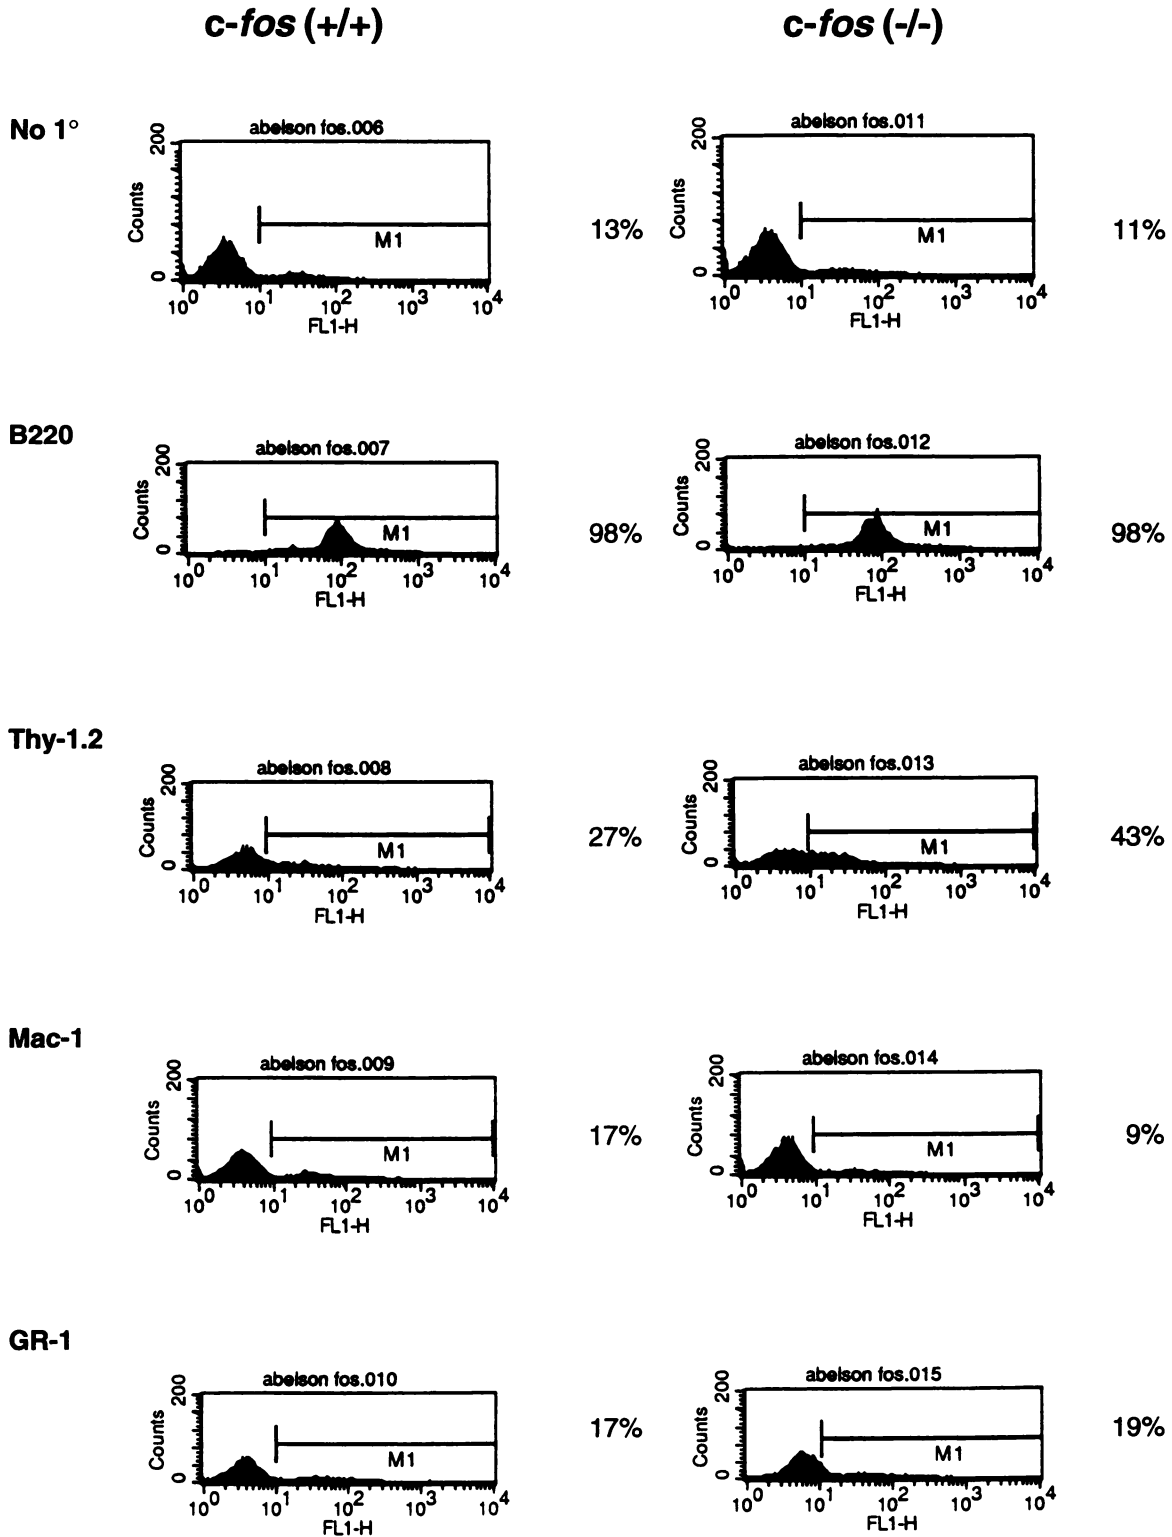 c-fos (+/+) c-fos (-/-)
No 1°
abelson fos.006
200
Counts
0
M1
10^0 10^1 10^2 10^3 10^4
FL1-H
13%
abelson fos.011
200
Counts
0
M1
10^0 10^1 10^2 10^3 10^4
FL1-H
11%
B220
abelson fos.007
200
Counts
0
M1
10^0 10^1 10^2 10^3 10^4
FL1-H
98%
abelson fos.012
200
Counts
0
M1
10^0 10^1 10^2 10^3 10^4
FL1-H
98%
Thy-1.2
abelson fos.008
200
Counts
0
M1
10^0 10^1 10^2 10^3 10^4
FL1-H
27%
abelson fos.013
200
Counts
0
M1
10^0 10^1 10^2 10^3 10^4
FL1-H
43%
Mac-1
abelson fos.009
200
Counts
0
M1
10^0 10^1 10^2 10^3 10^4
FL1-H
17%
abelson fos.014
200
Counts
0
M1
10^0 10^1 10^2 10^3 10^4
FL1-H
9%
GR-1
abelson fos.010
200
Counts
0
M1
10^0 10^1 10^2 10^3 10^4
FL1-H
17%
abelson fos.015
200
Counts
0
M1
10^0 10^1 10^2 10^3 10^4
FL1-H
19%